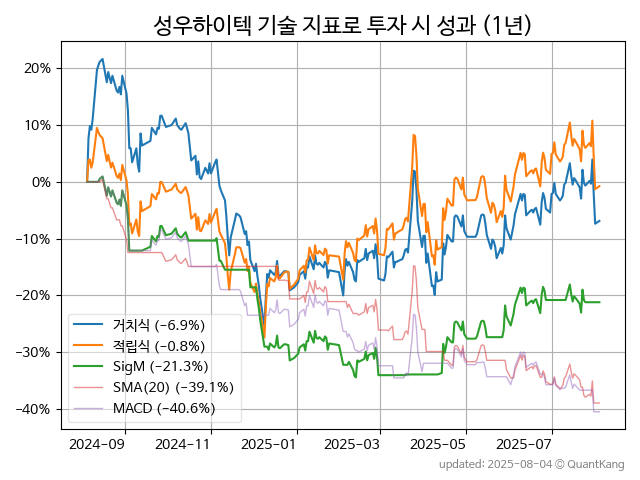 성우하이텍 기술 지표로 투자 시 성과 (1년)
20%
10%
0%
−10%
−20%
−30%
−40%
거치식 (−6.9%)
적립식 (−0.8%)
SigM (−21.3%)
SMA(20) (−39.1%)
MACD (−40.6%)
2024-09
2024-11
2025-01
2025-03
2025-05
2025-07
updated: 2025-08-04 © QuantKang